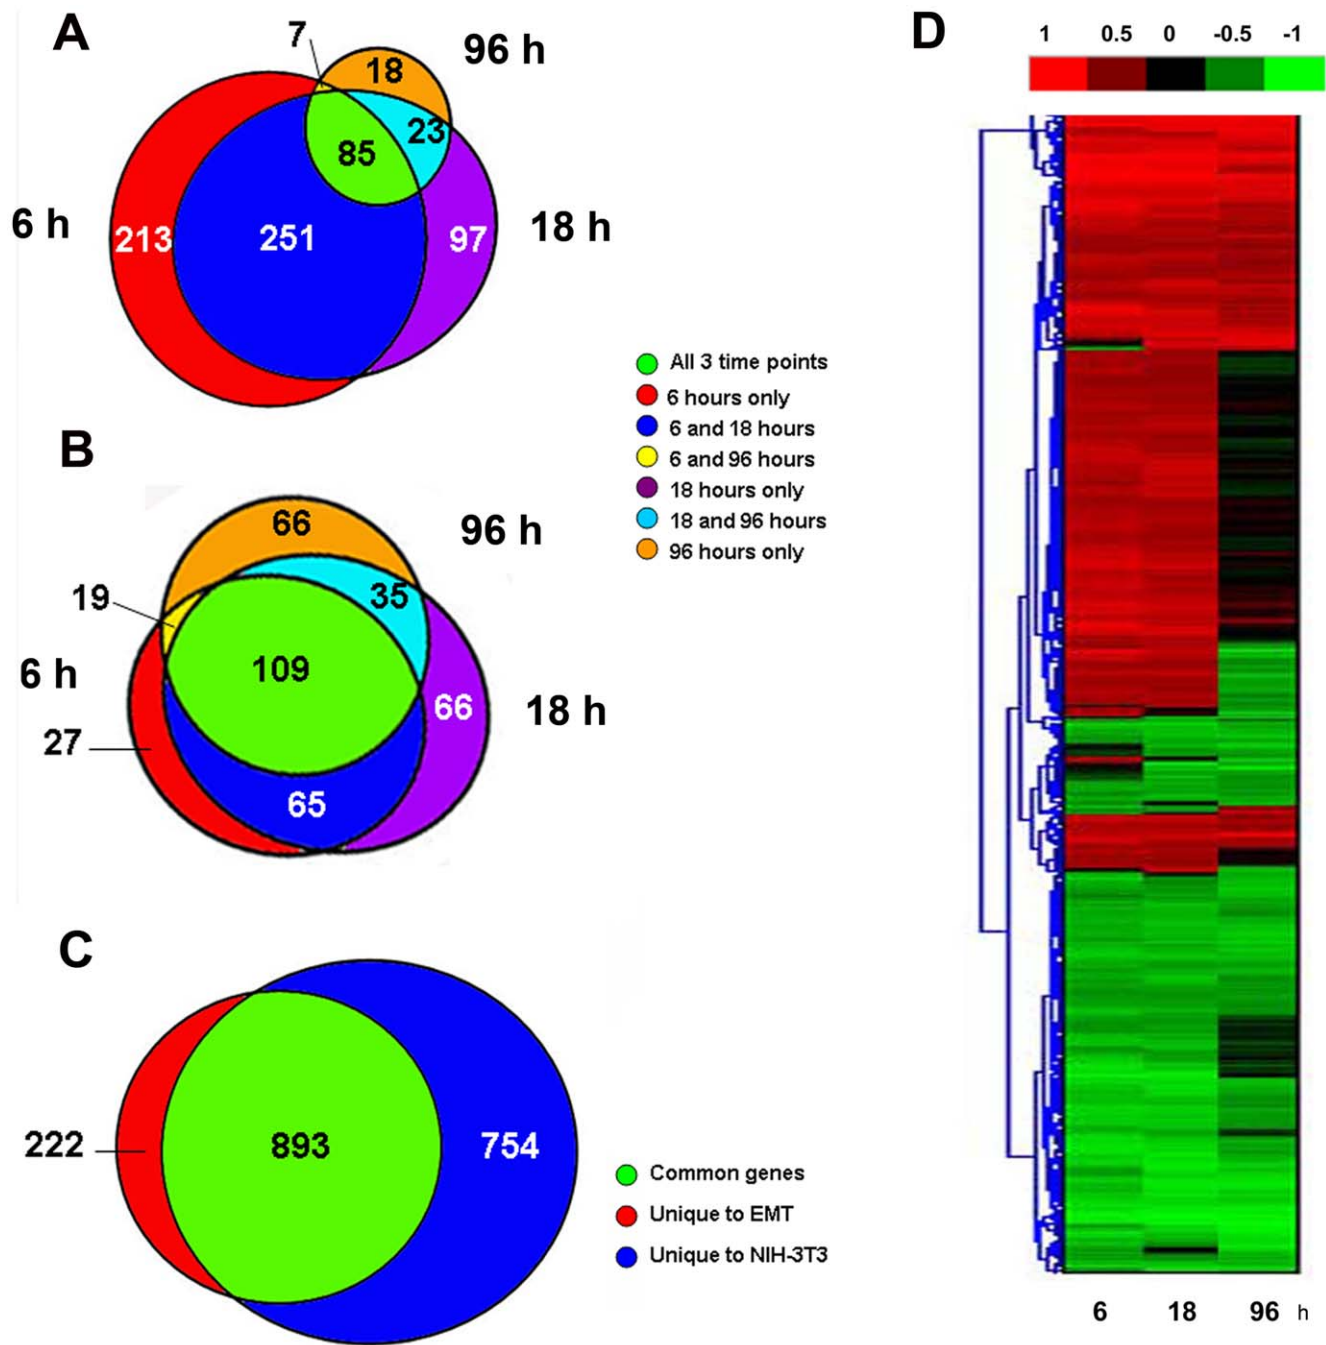 A
7
96 h
18
23
85
6 h
213
251
97
18 h
All 3 time points
6 hours only
6 and 18 hours
6 and 96 hours
18 hours only
18 and 96 hours
96 hours only
B
66
96 h
19
35
109
6 h
66
18 h
27
65
C
222
893
754
Common genes
Unique to EMT
Unique to NIH-3T3
D
1 0.5 0 -0.5 -1
6 18 96 h